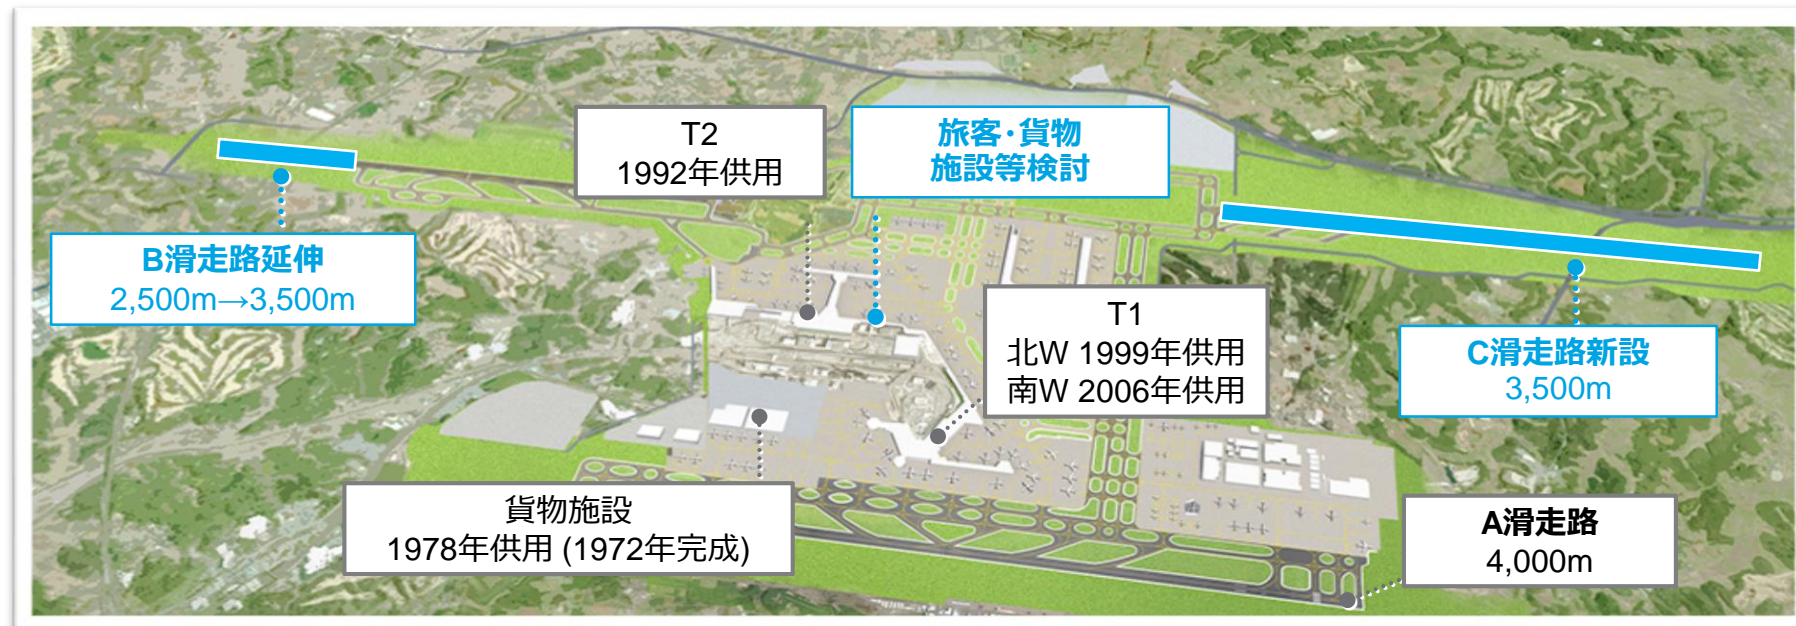 T2
1992年供用
旅客・貨物
施設等検討
B滑走路延伸
2,500m→3,500m
T1
北W 1999年供用
南W 2006年供用
C滑走路新設
3,500m
貨物施設
1978年供用 (1972年完成)
A滑走路
4,000m